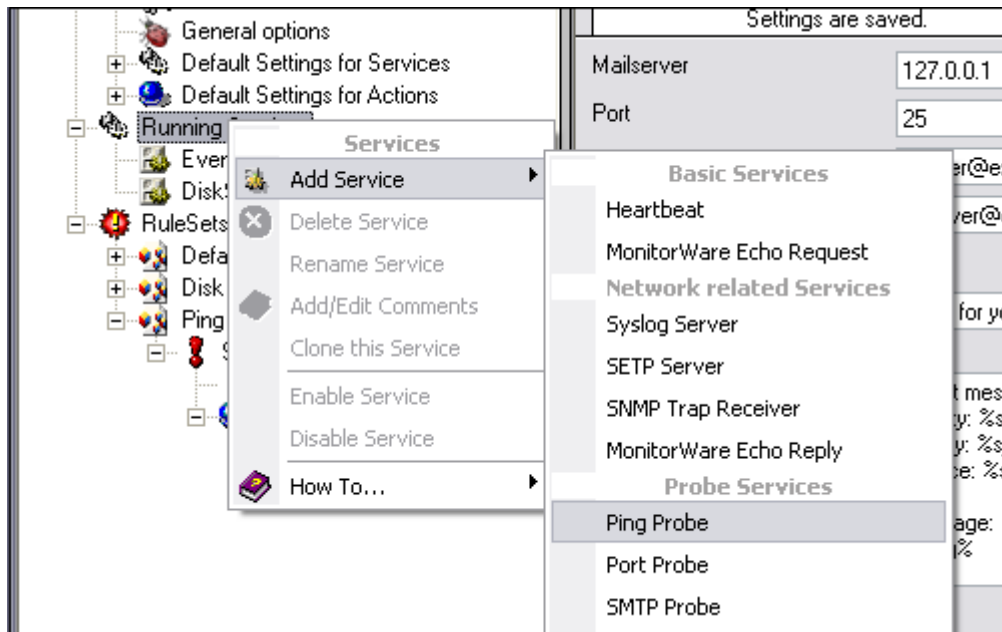 Settings are saved.
General options
Default Settings for Services
Default Settings for Actions
Running
RuleSets
Disk
Ping
Mailserver
127.0.0.1
Port
25
Services
Add Service
Delete Service
Rename Service
Add/Edit Comments
Clone this Service
Enable Service
Disable Service
How To...
Basic Services
Heartbeat
MonitorWare Echo Request
Network related Services
Syslog Server
SETP Server
SNMP Trap Receiver
MonitorWare Echo Reply
Probe Services
Ping Probe
Port Probe
SMTP Probe
for